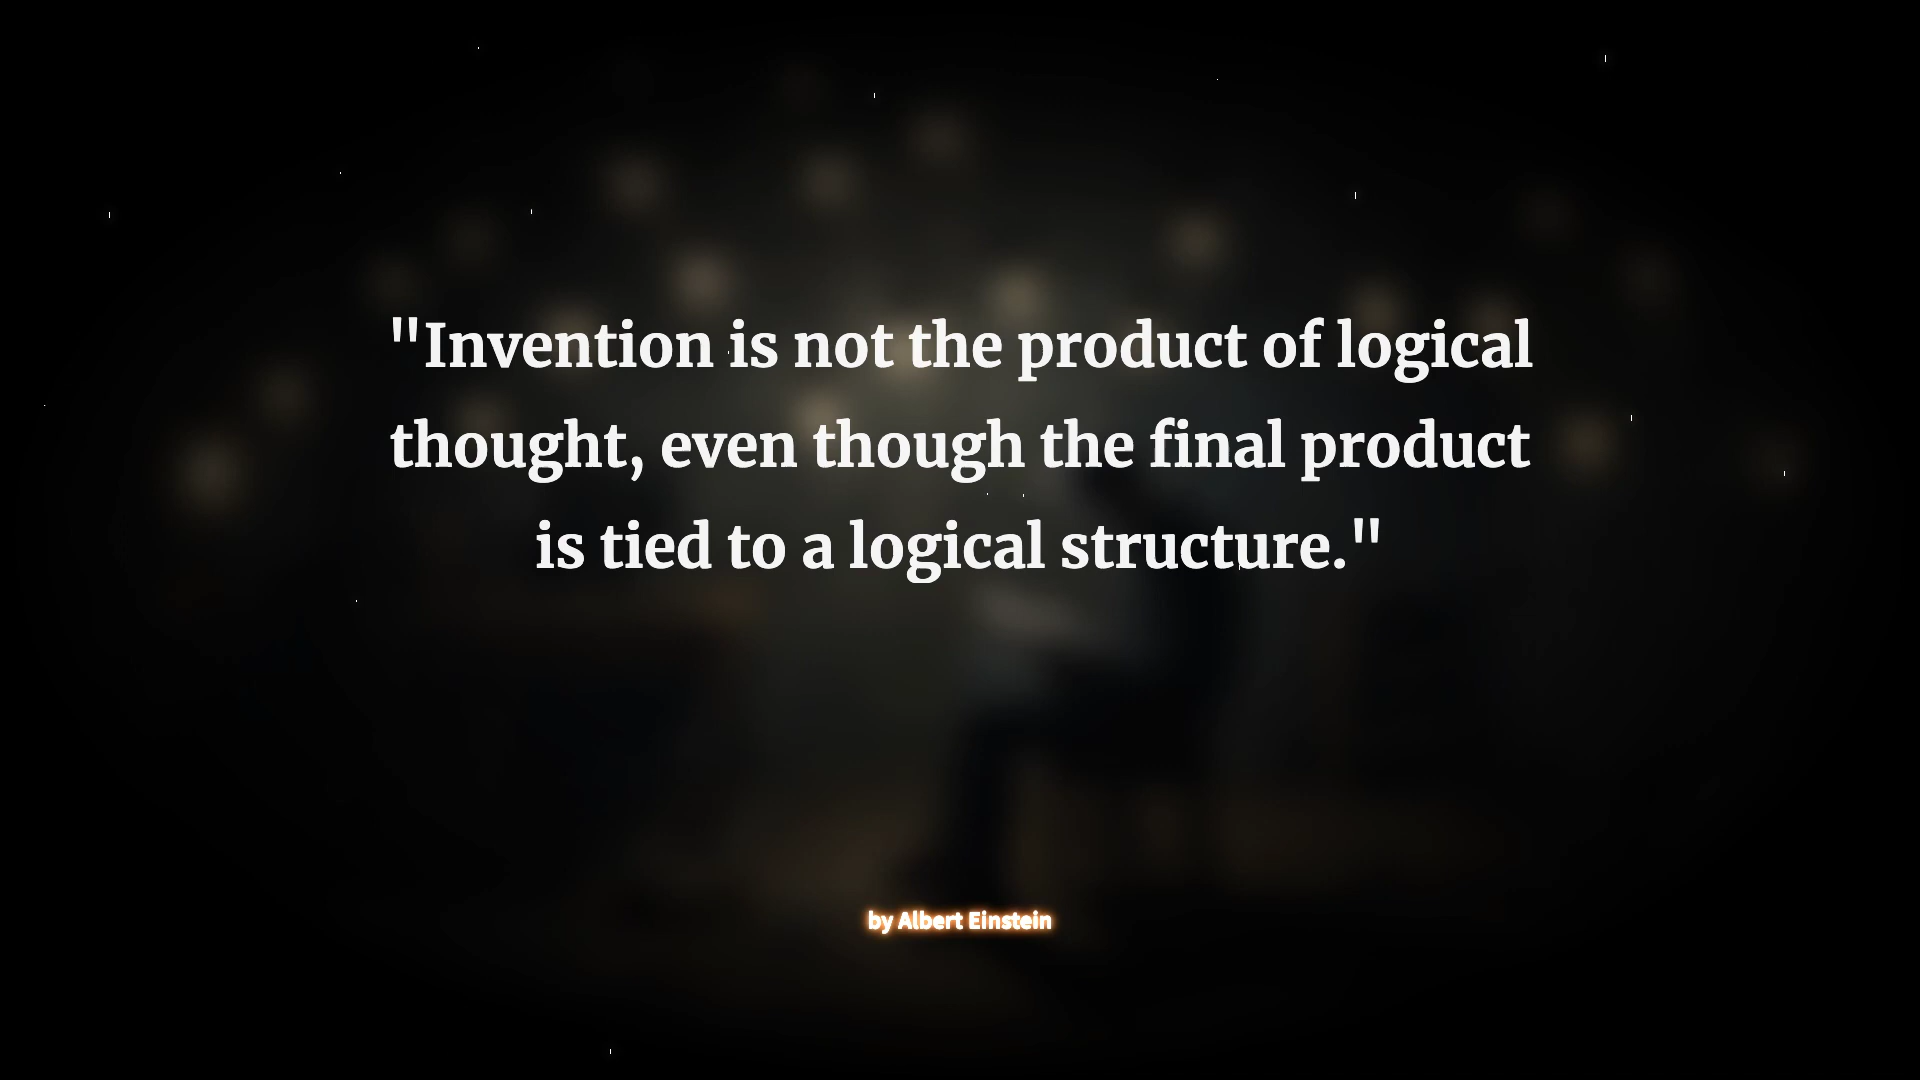 "Invention is not the product of logical
thought, even though the final product
is tied to a logical structure."
by Albert Einstein